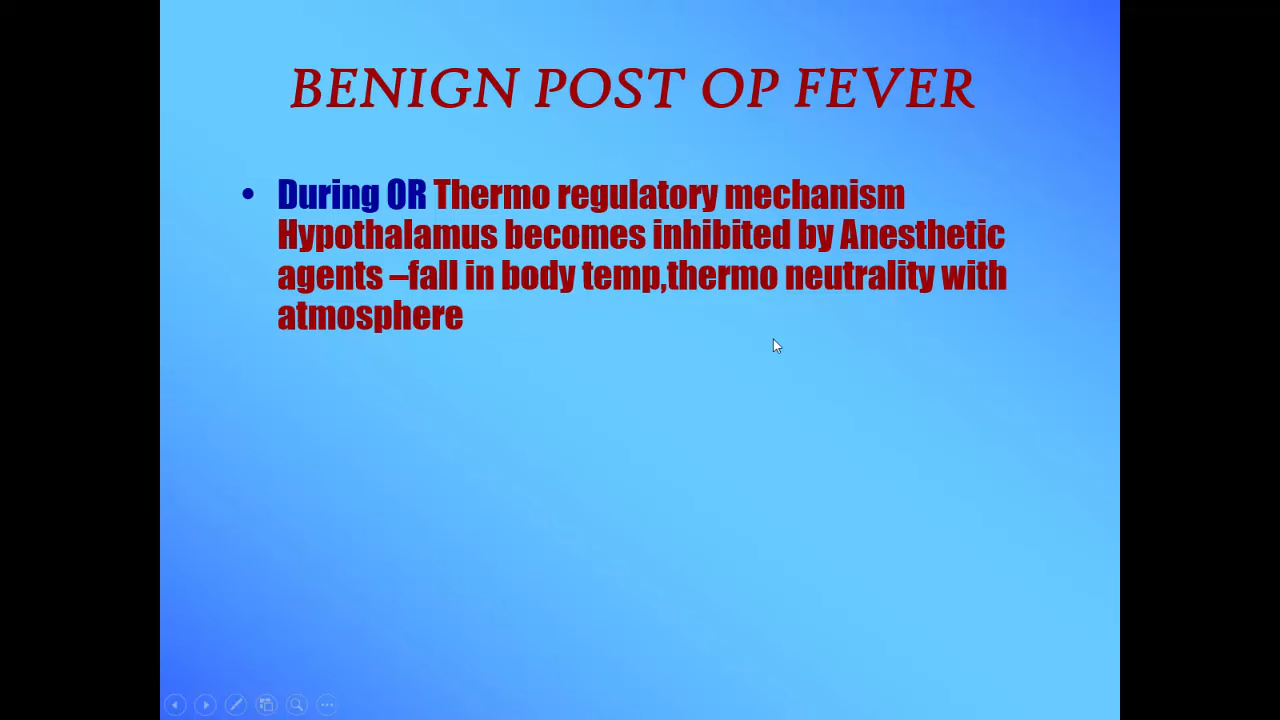 BENIGN POST OP FEVER
• During OR Thermo regulatory mechanism
Hypothalamus becomes inhibited by Anesthetic
agents –fall in body temp,thermo neutrality with
atmosphere